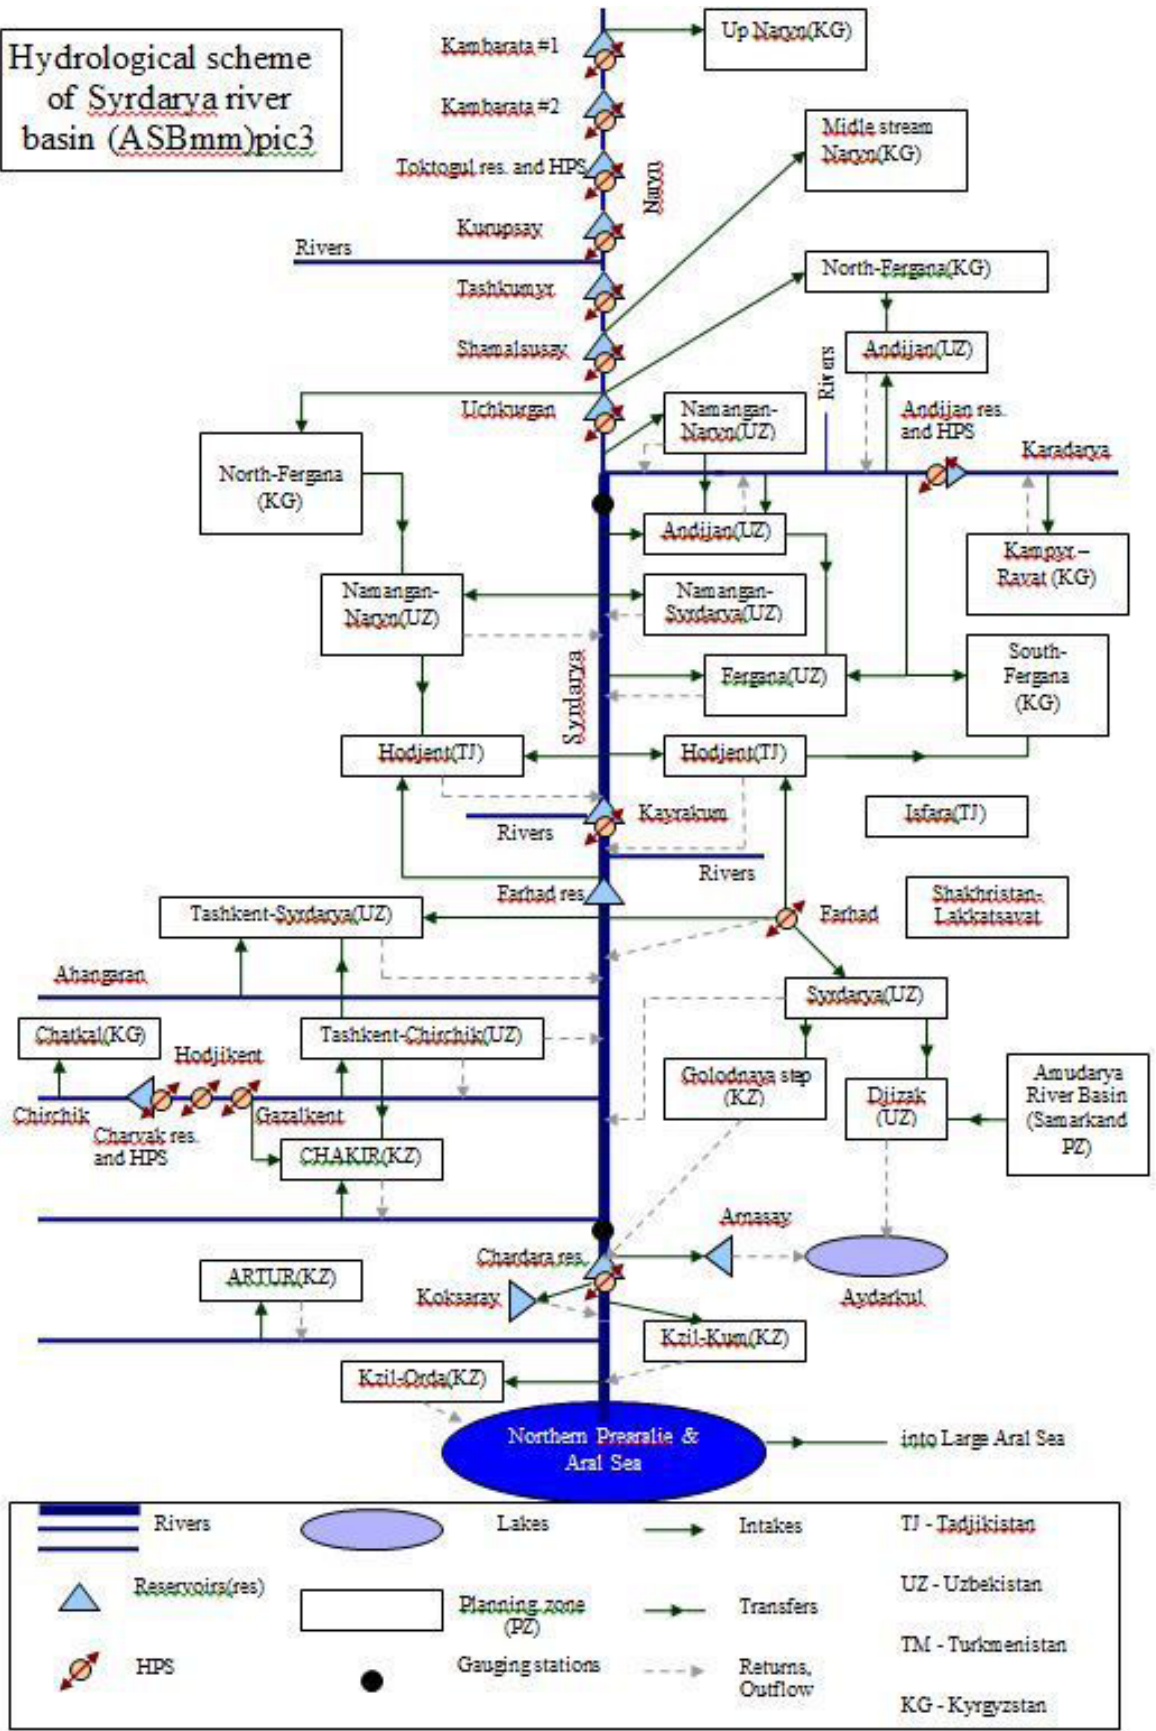 Hydrological scheme
of Syrdarya river
basin (ASBmm)pic3
Kambarata #1
Up Naryn(KG)
Kambarata #2
Midle stream
Naryn(KG)
Toktogul res. and HPS
Naryn
Kurupsay
Rivers
North-Fergana(KG)
Tashkumyr
Shamalsusay
Andijan(UZ)
Rivers
Uchkurgan
Namangan-
Naryn(UZ)
Andijan res.
and HPS
Karadarya
North-Fergana
(KG)
Andijan(UZ)
Kampyr–
Ravat (KG)
Namangan-
Naryn(UZ)
Namangan-
Syrdarya(UZ)
Syrdarya
Fergana(UZ)
South-
Fergana
(KG)
Hodjent(TJ)
Hodjent(TJ)
Kayrakum
Isfara(TJ)
Rivers
Rivers
Farhad res
Shakhristan-
Lakkatsavat
Tashkent-Syrdarya(UZ)
Farhad
Ahangaran
Syrdarya(UZ)
Chatkal(KG)
Tashkent-Chirchik(UZ)
Hodjikent
Golodnaya step
(KZ)
Djizak
(UZ)
Amudarya
River Basin
(Samarkand
PZ)
Chirchik
Gazalkent
Charvak res.
and HPS
CHAKIR(KZ)
Arnasay
Chardara res.
ARTUR(KZ)
Koksaray
Aydarkul
Kzil-Kum(KZ)
Kzil-Orda(KZ)
Northern Prearalie &
Aral Sea
into Large Aral Sea
Rivers
Lakes
Intakes
TJ - Tadjikistan
Reservoirs(res)
Planning zone
(PZ)
Transfers
UZ - Uzbekistan
TM - Turkmenistan
HPS
Gauging stations
Returns,
Outflow
KG - Kyrgyzstan